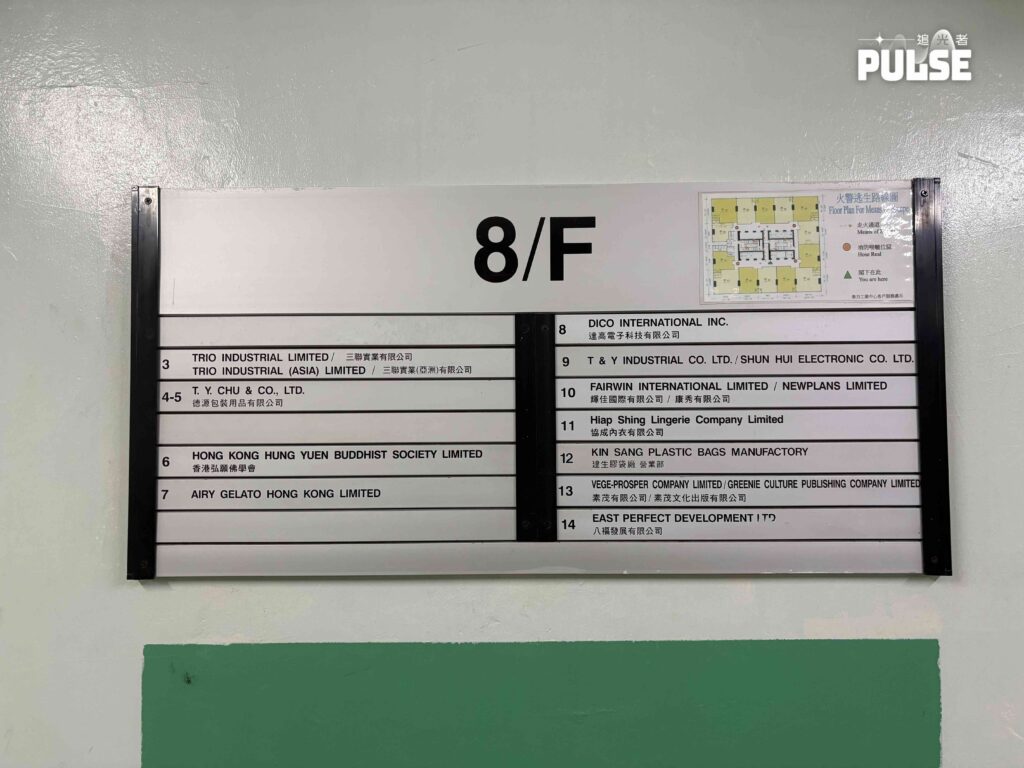 追光者
PULSE
8/F
火警逃生路線圖
Floor Plan For Means of Escape
走火通道
Means of
消防喉轆位置
Hose Reel
閣下在此
You are here
3
TRIO INDUSTRIAL LIMITED / 三聯實業有限公司
TRIO INDUSTRIAL (ASIA) LIMITED / 三聯實業(亞洲)有限公司
4-5
T. Y. CHU & CO., LTD.
德源包裝用品有限公司
6
HONG KONG HUNG YUEN BUDDHIST SOCIETY LIMITED
香港弘願佛學會
7
AIRY GELATO HONG KONG LIMITED
8
DICO INTERNATIONAL INC.
達高電子科技有限公司
9
T & Y INDUSTRIAL CO. LTD. / SHUN HUI ELECTRONIC CO. LTD.
10
FAIRWIN INTERNATIONAL LIMITED / NEWPLANS LIMITED
輝佳國際有限公司 / 康秀有限公司
11
Hiap Shing Lingerie Company Limited
協成內衣有限公司
12
KIN SANG PLASTIC BAGS MANUFACTORY
建生膠袋廠 營業部
13
VEGE-PROSPER COMPANY LIMITED / GREENIE CULTURE PUBLISHING COMPANY LIMITED
素茂有限公司 / 素茂文化出版有限公司
14
EAST PERFECT DEVELOPMENT LTD
八福發展有限公司